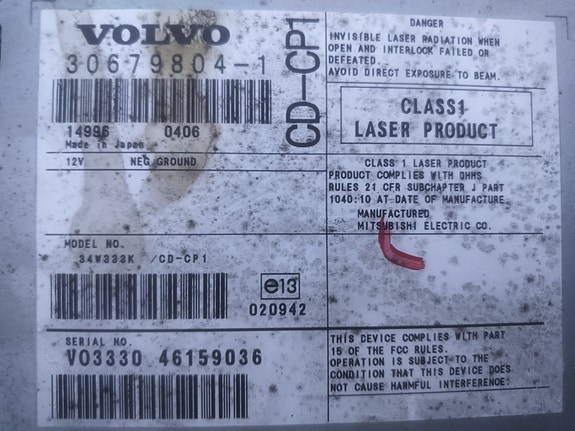 VOLVO
30679804-1
14996 0406
Made in Japan
12V NEG GROUND
CD-CP1
MODEL NO.
34W333K /CD-CP1
e13
020942
SERIAL NO.
VO3330 46159036
DANGER
INVISIBLE LASER RADIATION WHEN
OPEN AND INTERLOCK FAILED OR
DEFEATED.
AVOID DIRECT EXPOSURE TO BEAM.
CLASS1
LASER PRODUCT
CLASS 1 LASER PRODUCT
PRODUCT COMPLIES WITH DHHS
RULES 21 CFR SUBCHAPTER J PART
1040:10 AT DATE OF MANUFACTURE
MANUFACTURED
MITSUBISHI ELECTRIC CO.
THIS DEVICE COMPLIES WITH PART
15 OF THE FCC RULES.
OPERATION IS SUBJECT TO THE
CONDITION THAT THIS DEVICE DOES
NOT CAUSE HARMFUL INTERFERENCE.